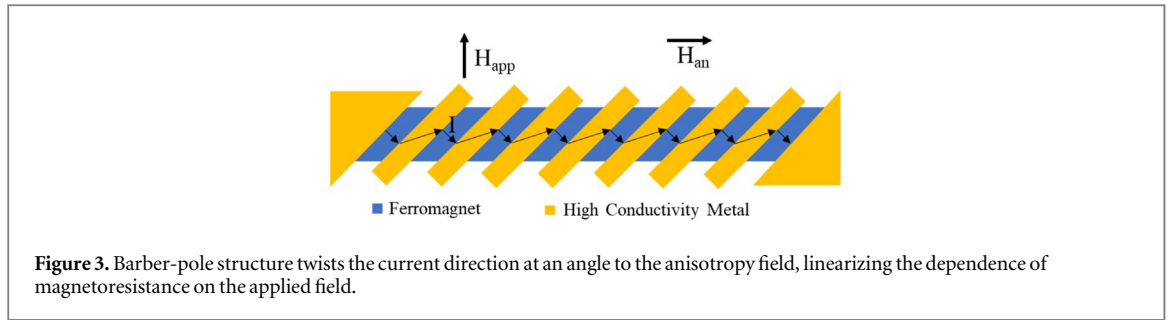 H_app
H_an
I
Ferromagnet
High Conductivity Metal
Figure 3. Barber-pole structure twists the current direction at an angle to the anisotropy field, linearizing the dependence of
magnetoresistance on the applied field.